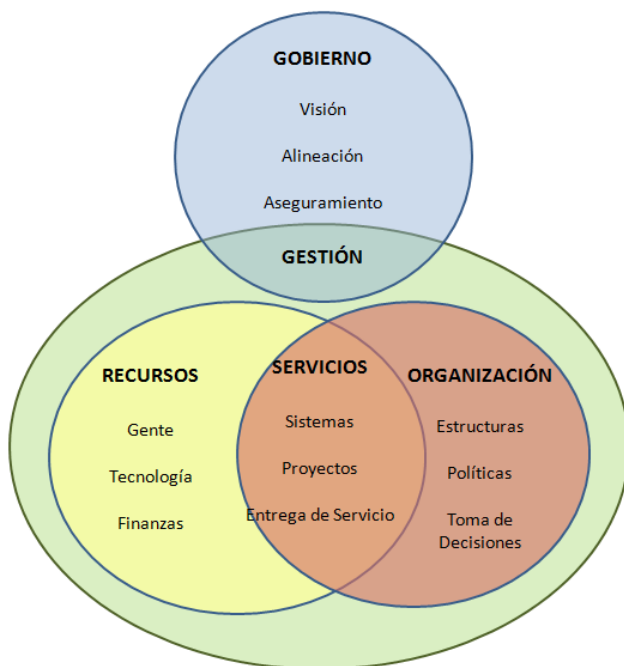 GOBIERNO
Visión
Alineación
Aseguramiento
GESTIÓN
RECURSOS
Gente
Tecnología
Finanzas
SERVICIOS
Sistemas
Proyectos
Entrega de Servicio
ORGANIZACIÓN
Estructuras
Políticas
Toma de
Decisiones